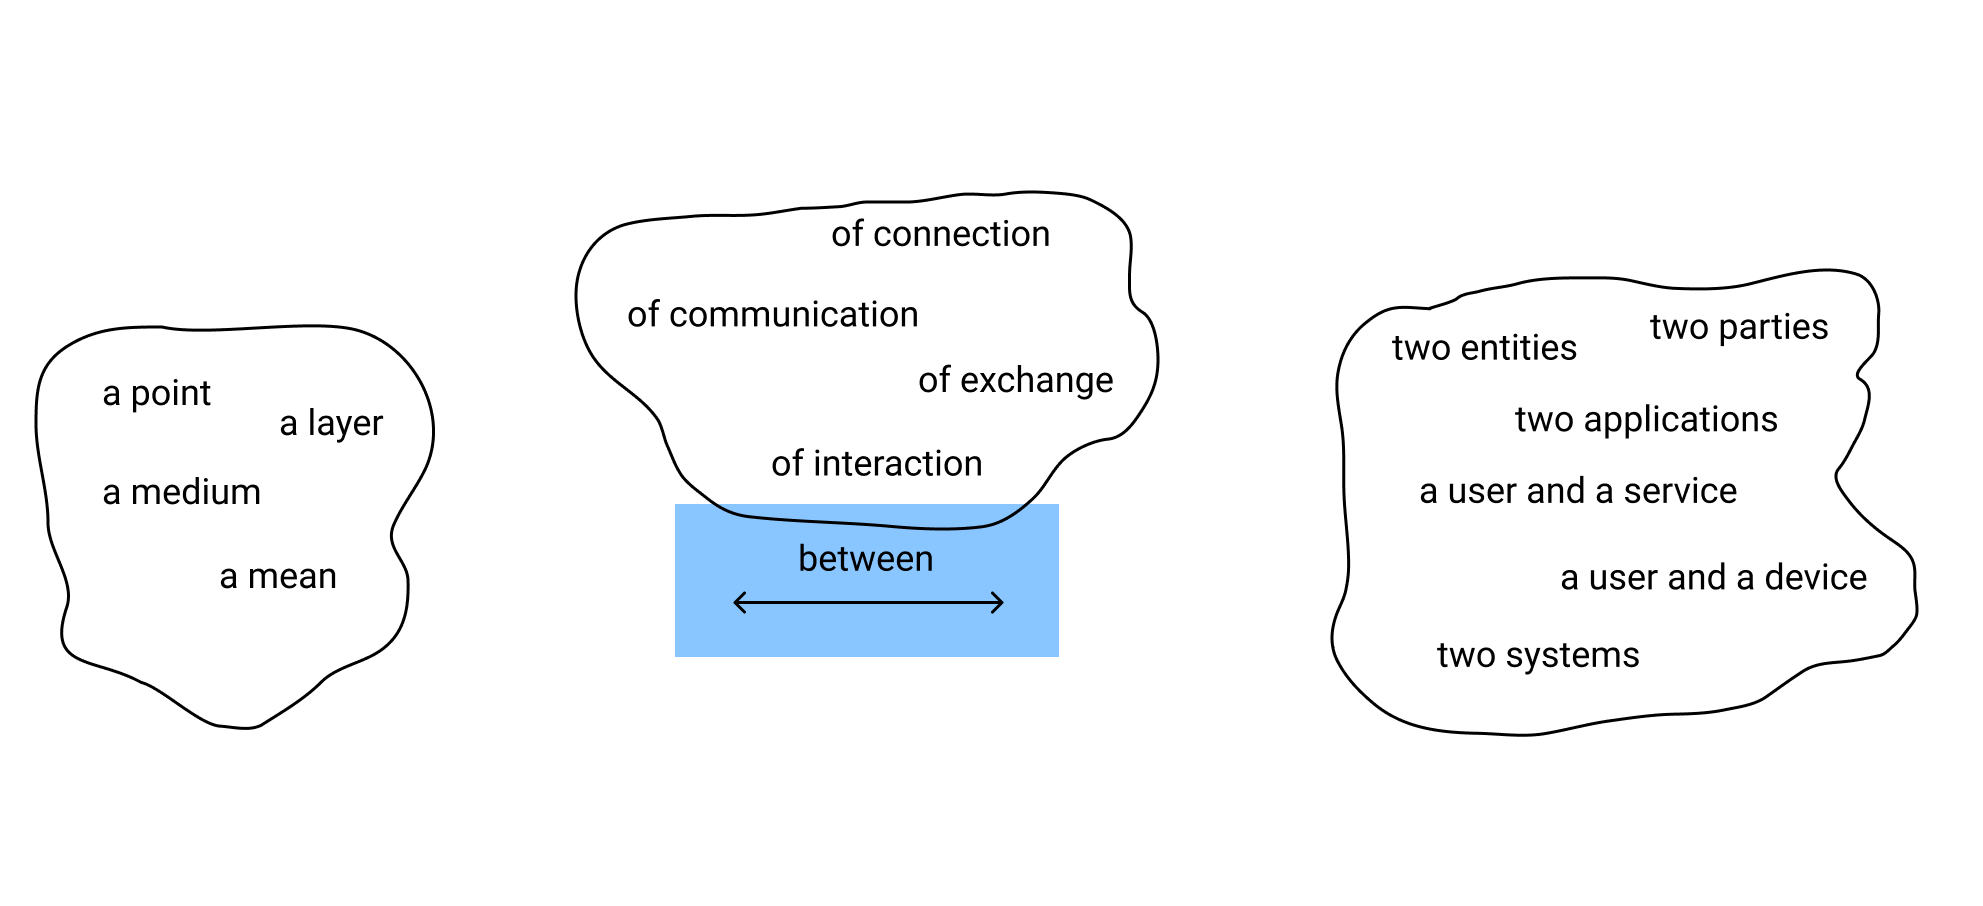 a point
a layer
a medium
a mean
of connection
of communication
of exchange
of interaction
between
two entities
two parties
two applications
a user and a service
a user and a device
two systems